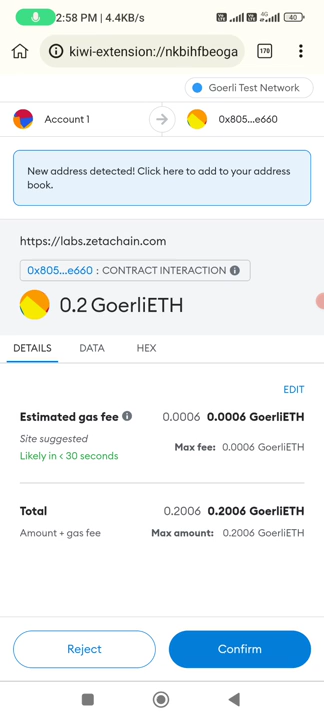 2:58 PM | 4.4KB/s
4G
40
kiwi-extension://nkbihfbeoga
170
Goerli Test Network
Account 1
0x805...e660
New address detected! Click here to add to your address
book.
https://labs.zetachain.com
0x805...e660 : CONTRACT INTERACTION
0.2 GoerliETH
DETAILS
DATA
HEX
EDIT
Estimated gas fee
0.0006 0.0006 GoerliETH
Site suggested
Max fee: 0.0006 GoerliETH
Likely in < 30 seconds
Total
0.2006 0.2006 GoerliETH
Amount + gas fee
Max amount: 0.2006 GoerliETH
Reject
Confirm